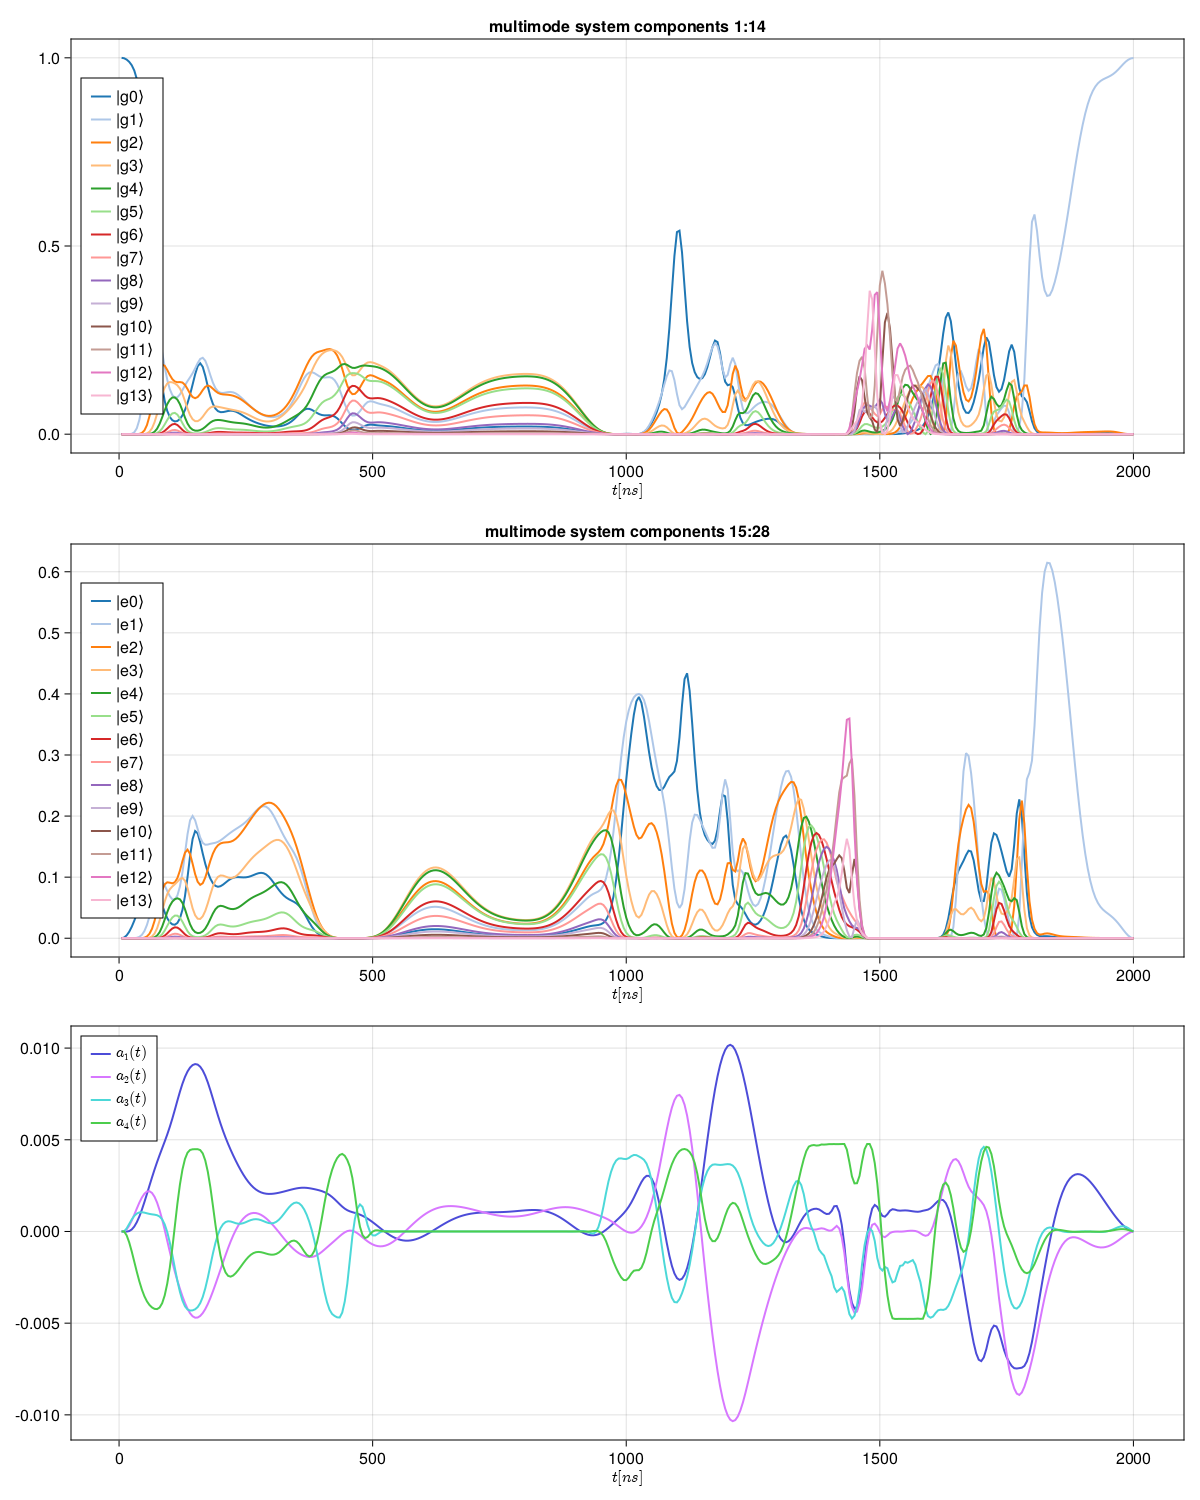 multimode system components 1:14
1.0
0.5
0.0
|g0⟩
|g1⟩
|g2⟩
|g3⟩
|g4⟩
|g5⟩
|g6⟩
|g7⟩
|g8⟩
|g9⟩
|g10⟩
|g11⟩
|g12⟩
|g13⟩
0 500 1000 1500 2000
t[ns]
multimode system components 15:28
0.6
0.5
0.4
0.3
0.2
0.1
0.0
|e0⟩
|e1⟩
|e2⟩
|e3⟩
|e4⟩
|e5⟩
|e6⟩
|e7⟩
|e8⟩
|e9⟩
|e10⟩
|e11⟩
|e12⟩
|e13⟩
0 500 1000 1500 2000
t[ns]
0.010
0.005
0.000
-0.005
-0.010
a₁(t)
a₂(t)
a₃(t)
a₄(t)
0 500 1000 1500 2000
t[ns]